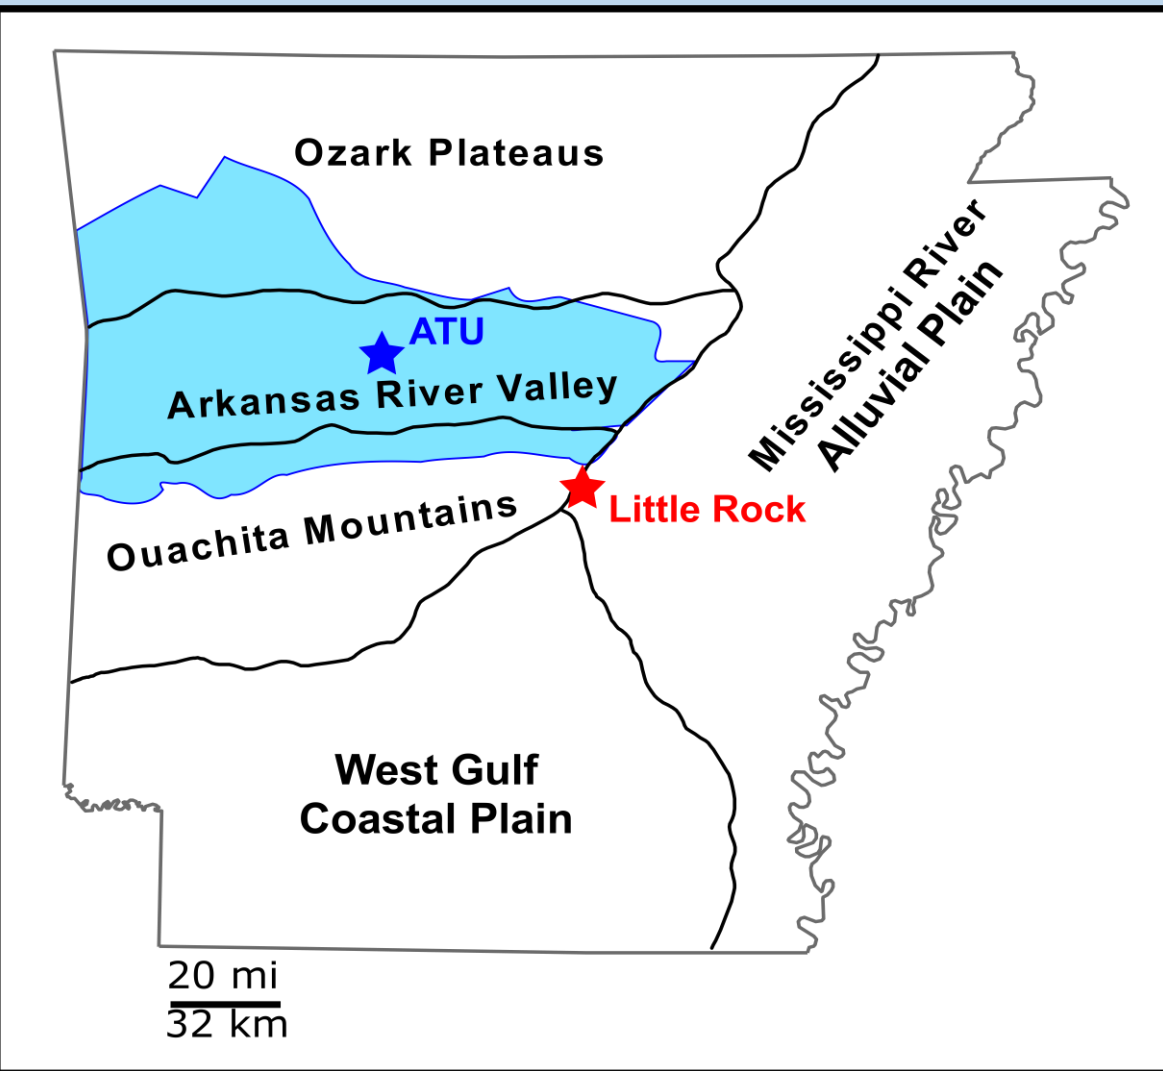 Ozark Plateaus
Mississippi River
Alluvial Plain
ATU
Arkansas River Valley
Little Rock
Ouachita Mountains
West Gulf
Coastal Plain
20 mi
32 km